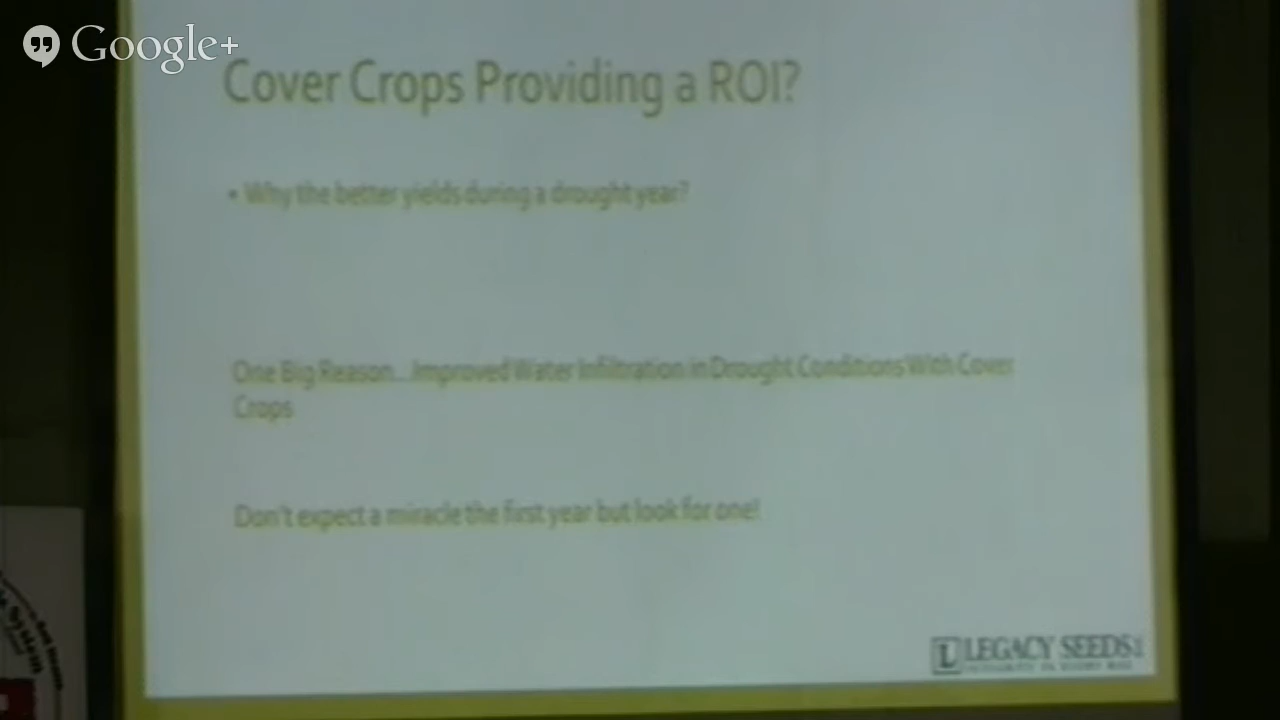 Google+
Cover Crops Providing a ROI?
• Why the better yields during a drought year?
One Big Reason...Improved Water Infiltration in Drought Conditions With Cover
Crops
Don't expect a miracle the first year but look for one!
L LEGACY SEEDS
System